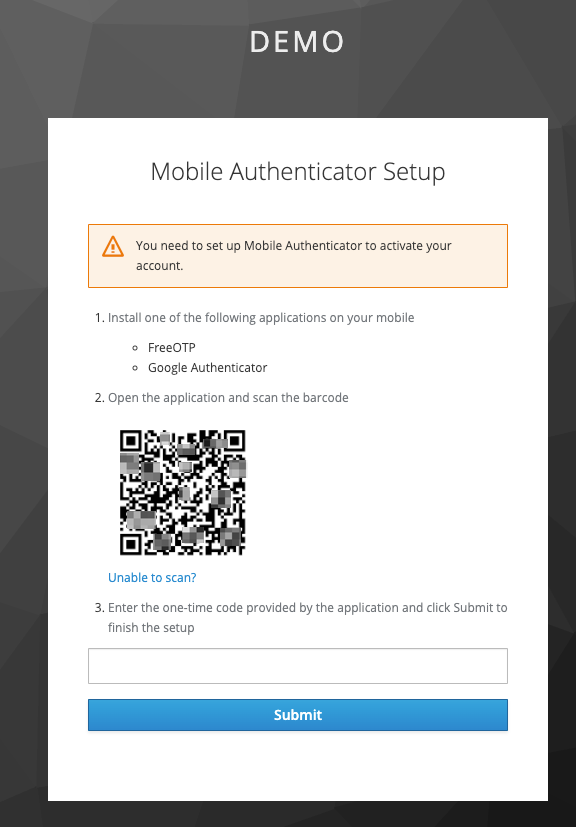 DEMO
Mobile Authenticator Setup
You need to set up Mobile Authenticator to activate your
account.
1. Install one of the following applications on your mobile
FreeOTP
Google Authenticator
2. Open the application and scan the barcode
Unable to scan?
3. Enter the one-time code provided by the application and click Submit to
finish the setup
Submit